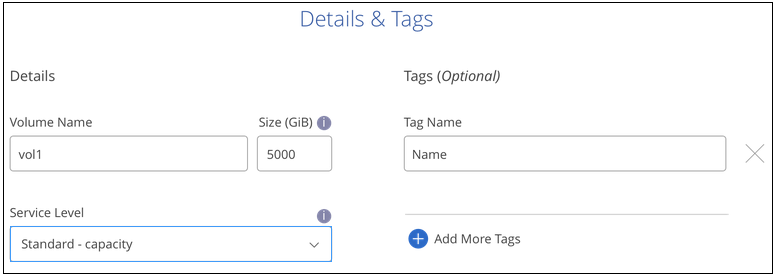 Details & Tags
Details
Tags (Optional)
Volume Name
Size (GiB) i
Tag Name
vol1
5000
Name
Service Level i
Standard - capacity
Add More Tags